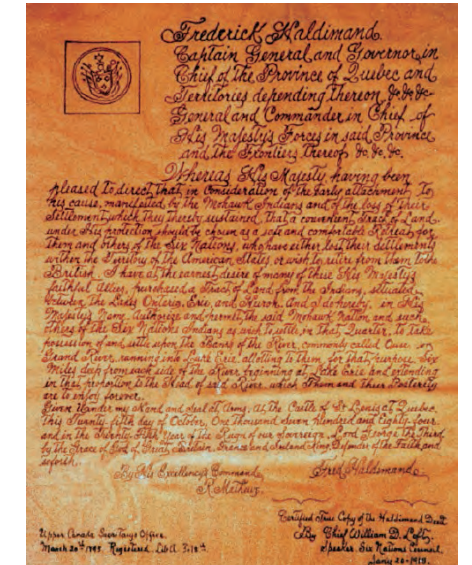 Frederick Haldimand.
Captain General and Governor in
Chief of the Province of Quebec and
Territories depending thereon &c &c &c
General and Commander in Chief of
His Majesty's Forces in said Province
and the Frontiers thereof &c, &c, &c.
Whereas His Majesty having been
pleased to direct that, in Consideration of the early attachment to
his cause, manifested by the Mohawk Indians and of the loss of their
Settlement which they thereby sustained, that a convenient Tract of Land
under His protection should be chosen as a safe and comfortable Retreat for
them and others of the Six Nations, who have either lost their settlements
within the Territory of the American States, or wish to retire from them to the
British. I have at the earnest desire of many of these His Majesty's
faithful Allies, purchased a Tract of Land from the Indians, situated
between the Lakes Ontario, Erie, and Huron. And I do hereby, in His
Majesty's Name, Authorize and permit the said Mohawk Nation, and such
others of the Six Nations Indians as wish to settle in that Quarter, to take
possession of and settle upon the Banks of the River, commonly called Ouse or
Grand River, running into Lake Erie, allotting to them for that purpose Six
Miles deep from each side of the River beginning at Lake Erie and extending
in that proportion to the Head of said River, which Them and Their Posterity
are to enjoy forever.
Given Under my Hand and Seal at Arms, at the Castle of St Lewis at Quebec,
this Twenty-fifth day of October, One thousand seven hundred and Eighty-four
and in the Twenty-Fifth Year of the Reign of our Sovereign Lord George the Third
by the Grace of God of Great Britain, France and Ireland King Defender of the Faith and
so forth.
By His Excellency's Command Fred Haldimand
R. Mathews
Certified True Copy of the Haldimand Deed
Upper Canada Secretarys Office. By Chief William D. Loft
March 20th 1795. Registered. Lib. A. Speaker Six Nations Council.